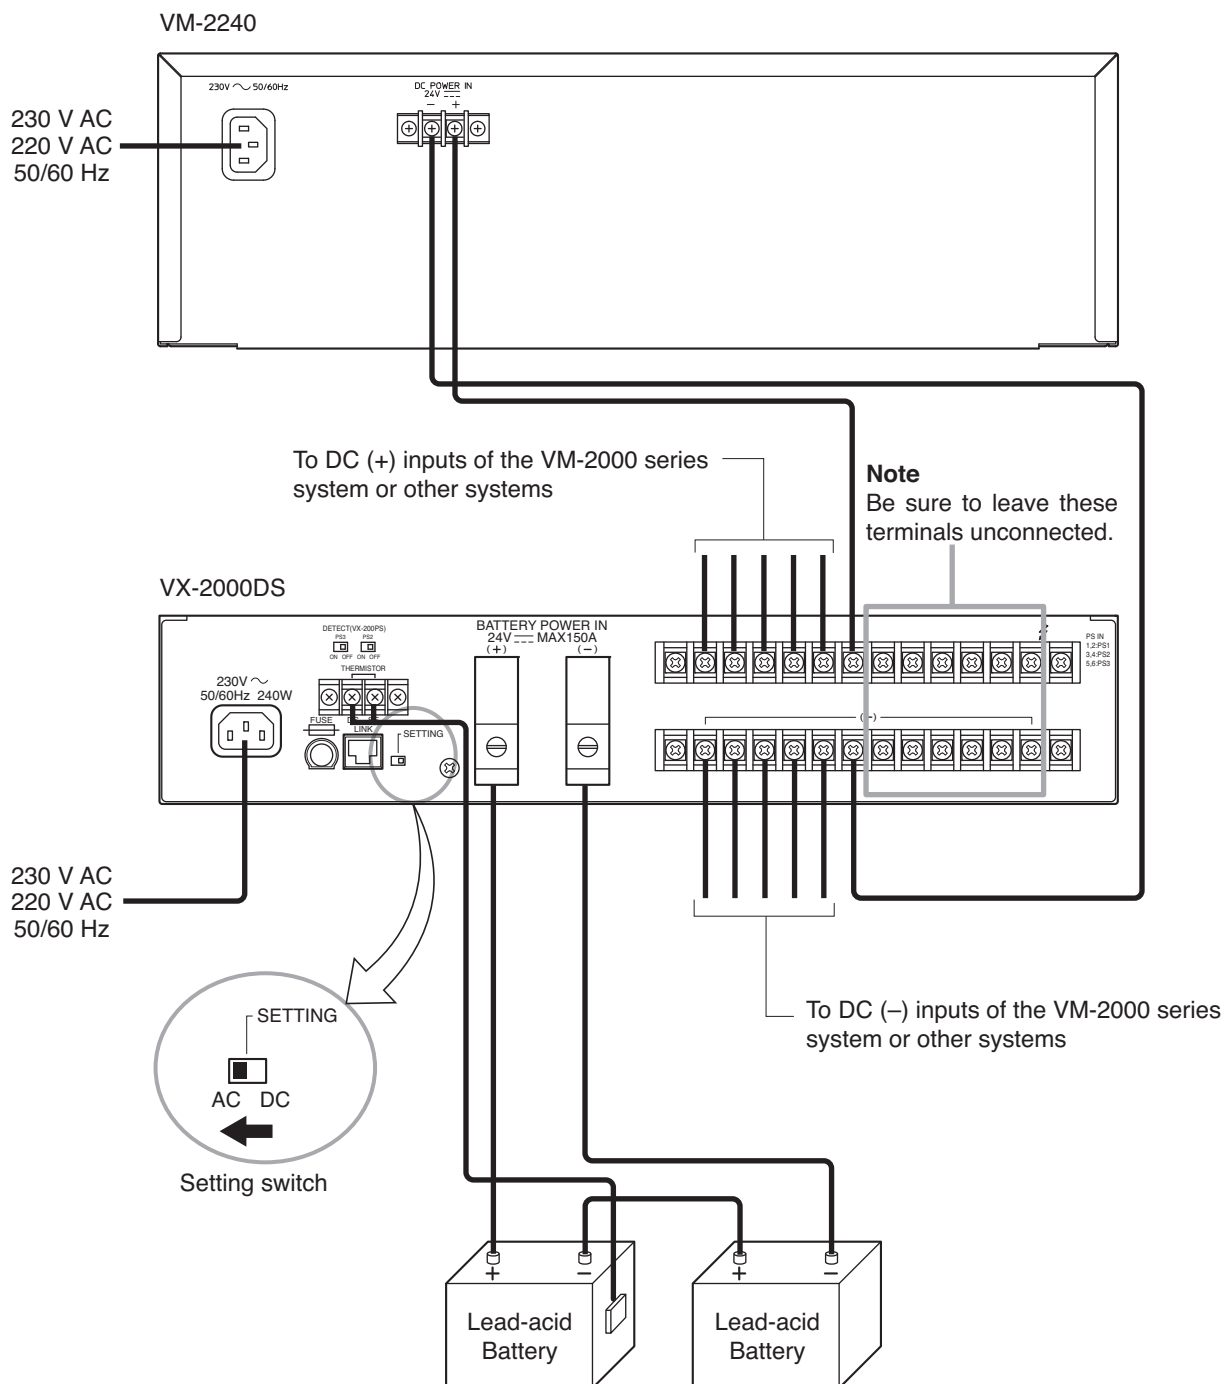 VM-2240
230V 50/60Hz
DC POWER IN
24V
− +
230 V AC
220 V AC
50/60 Hz
To DC (+) inputs of the VM-2000 series
system or other systems
Note
Be sure to leave these
terminals unconnected.
VX-2000DS
DETECT(VX-200PS)
PS3 PS2
ON OFF ON OFF
THERMISTOR
230V
50/60Hz 240W
FUSE
LINK
SETTING
BATTERY POWER IN
24V MAX150A
(+) (−)
PS IN
1,2:PS1
3,4:PS2
5,6:PS3
230 V AC
220 V AC
50/60 Hz
SETTING
AC DC
Setting switch
To DC (–) inputs of the VM-2000 series
system or other systems
+ − + −
Lead-acid
Battery
Lead-acid
Battery